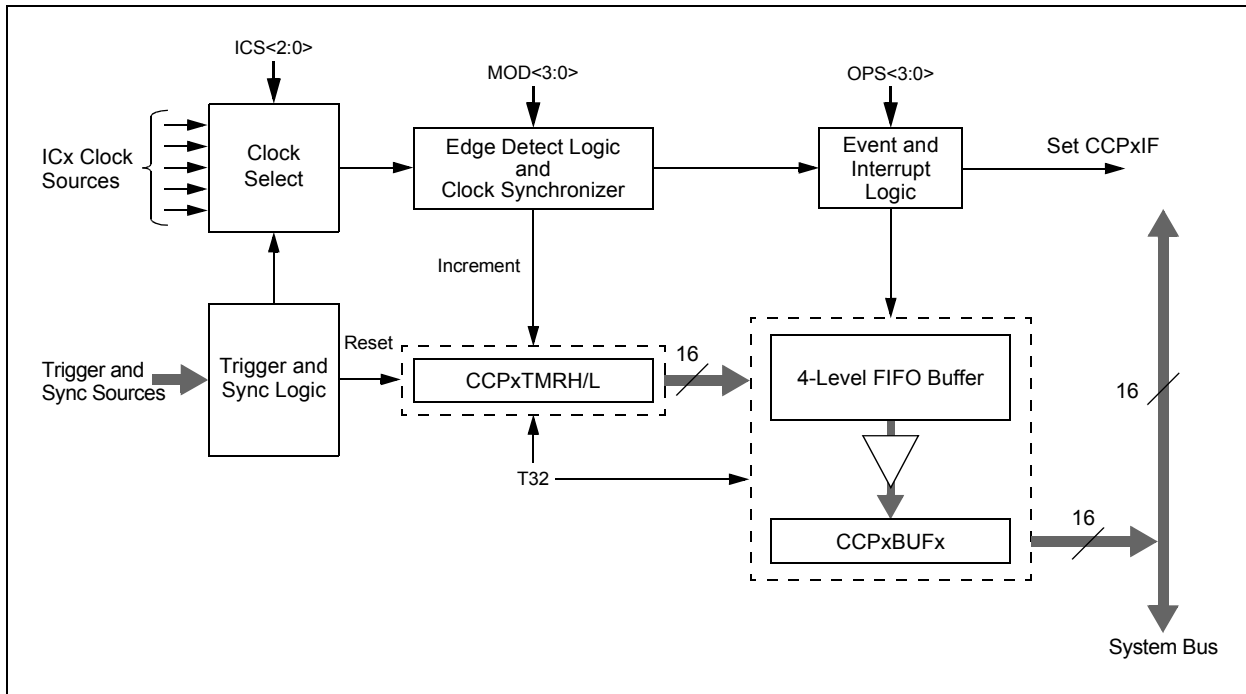 ICS<2:0>
MOD<3:0>
OPS<3:0>
ICx Clock
Sources
Clock
Select
Edge Detect Logic
and
Clock Synchronizer
Event and
Interrupt
Logic
Set CCPxIF
Increment
Trigger and
Sync Sources
Trigger and
Sync Logic
Reset
CCPxTMRH/L
16
4-Level FIFO Buffer
16
T32
CCPxBUFx
16
System Bus